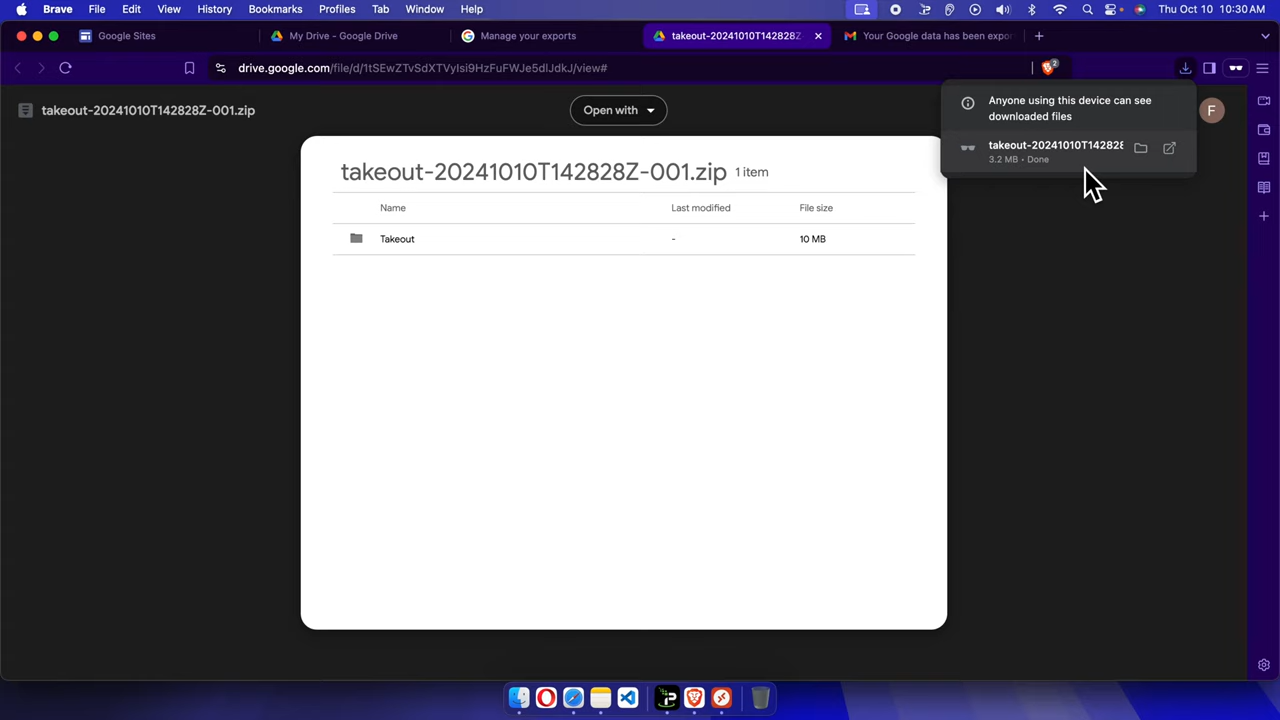 Brave File Edit View History Bookmarks Profiles Tab Window Help Thu Oct 10 10:30 AM
Google Sites My Drive - Google Drive Manage your exports takeout-20241010T142828Z Your Google data has been expor
drive.google.com/file/d/1tSEwZTvSdXTVyIsi9HzFuFWJe5dIJdkJ/view# 2
takeout-20241010T142828Z-001.zip Open with F
Anyone using this device can see
downloaded files
takeout-20241010T142828
3.2 MB • Done
takeout-20241010T142828Z-001.zip 1 item
Name Last modified File size
Takeout - 10 MB